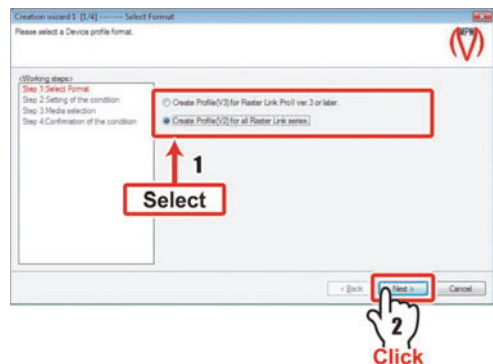 Creation wizard1 [1/4] ------- Select Format
Please select a Device profile format.
MPM
<Working steps>
Step 1:Select Format
Step 2:Setting of the condition
Step 3:Media selection
Step 4:Confirmation of the condition
Create Profile(V3) for Raster Link ProII ver.3 or later.
Create Profile(V2) for all Raster Link series.
1
Select
< Back
Next >
Cancel
2
Click